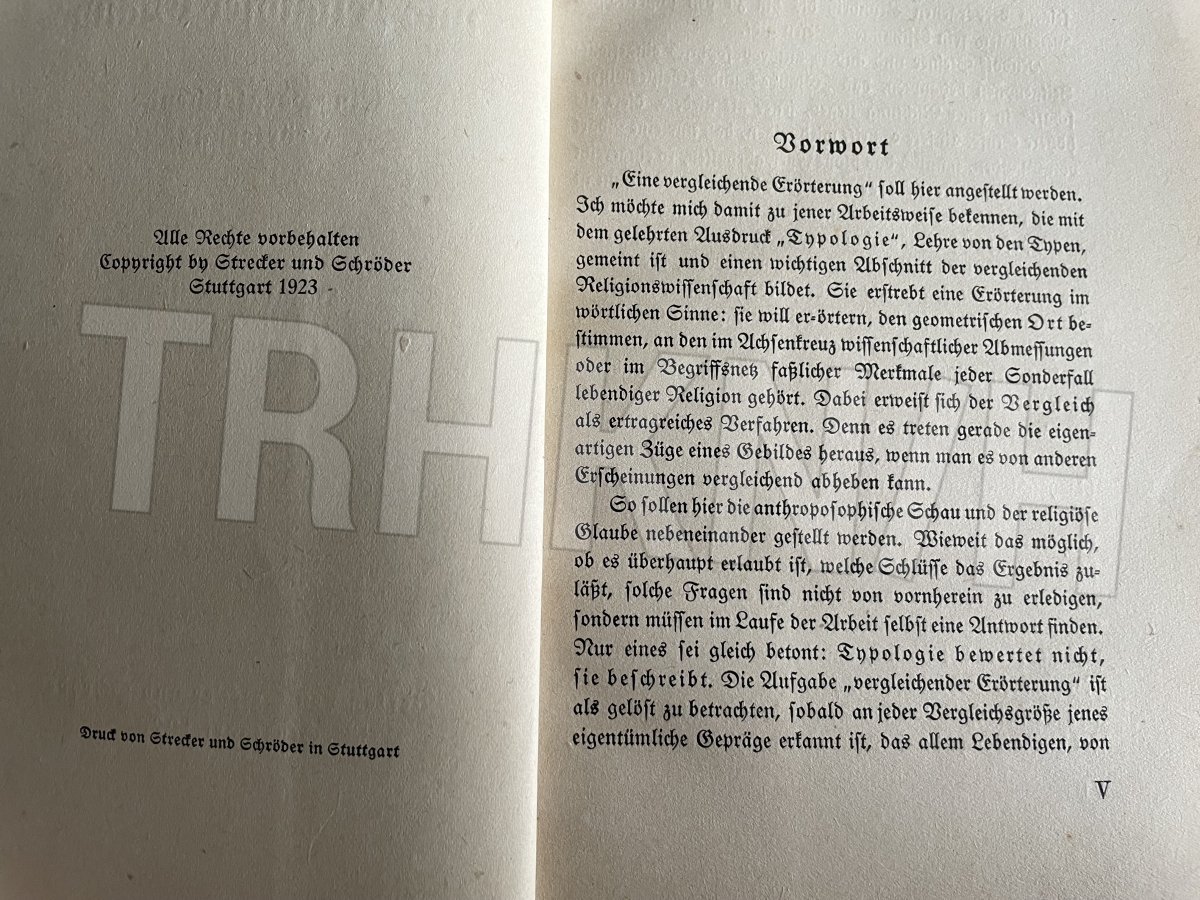 Alle Rechte vorbehalten
Copyright by Strecker und Schröder
Stuttgart 1923
Druck von Strecker und Schröder in Stuttgart
Vorwort
„Eine vergleichende Erörterung“ soll hier angestellt werden.
Ich möchte mich damit zu jener Arbeitsweise bekennen, die mit
dem gelehrten Ausdruck „Typologie“, Lehre von den Typen,
gemeint ist und einen wichtigen Abschnitt der vergleichenden
Religionswissenschaft bildet. Sie erstrebt eine Erörterung im
wörtlichen Sinne: sie will er-örtern, den geometrischen Ort be-
stimmen, an den im Achsenkreuz wissenschaftlicher Abmessungen
oder im Begriffsnetz faßlicher Merkmale jeder Sonderfall
lebendiger Religion gehört. Dabei erweist sich der Vergleich
als ertragreiches Verfahren. Denn es treten gerade die eigen-
artigen Züge eines Gebildes heraus, wenn man es von anderen
Erscheinungen vergleichend abheben kann.
So sollen hier die anthroposophische Schau und der religiöse
Glaube nebeneinander gestellt werden. Wieweit das möglich,
ob es überhaupt erlaubt ist, welche Schlüsse das Ergebnis zu-
läßt, solche Fragen sind nicht von vornherein zu erledigen,
sondern müssen im Laufe der Arbeit selbst eine Antwort finden.
Nur eines sei gleich betont: Typologie bewertet nicht,
sie beschreibt. Die Aufgabe „vergleichender Erörterung“ ist
als gelöst zu betrachten, sobald an jeder Vergleichsgröße jenes
eigentümliche Gepräge erkannt ist, das allem Lebendigen, von
V
TRHKNVH